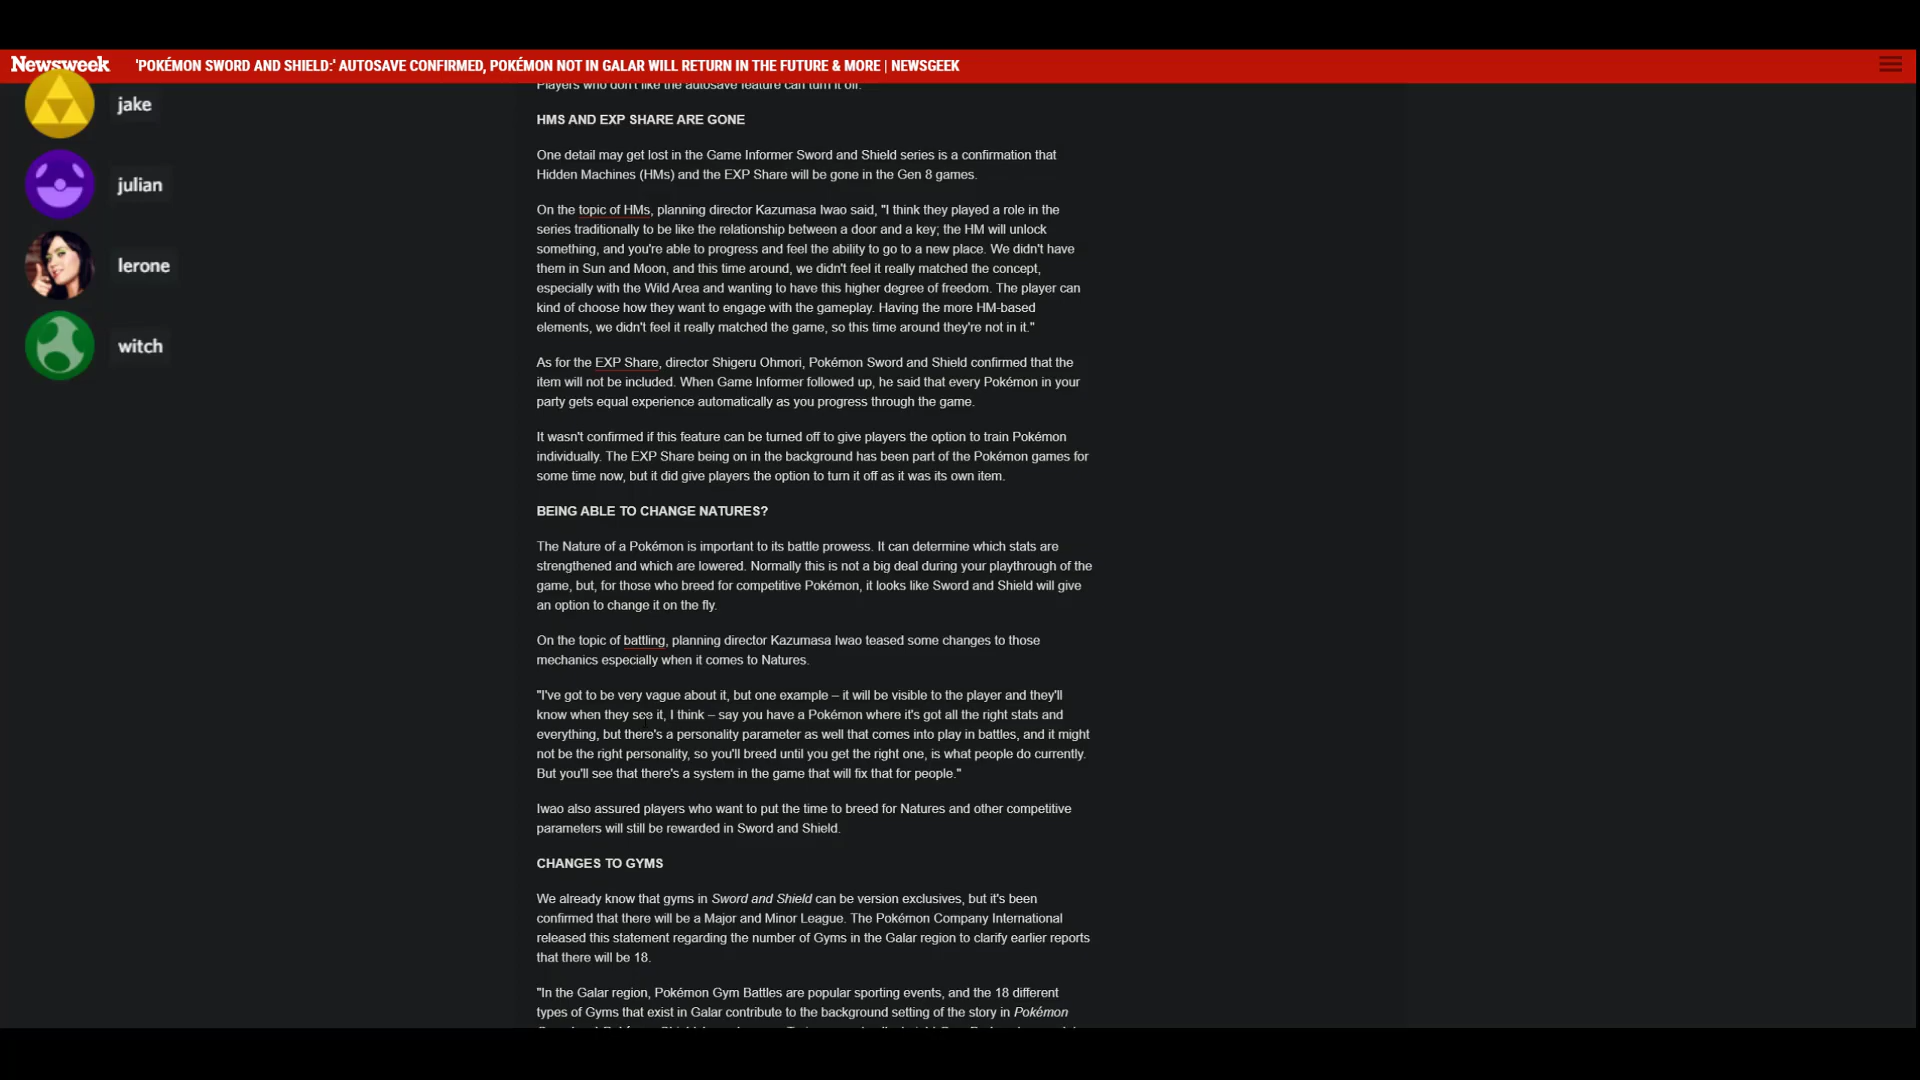 Newsweek
'POKÉMON SWORD AND SHIELD:' AUTOSAVE CONFIRMED, POKÉMON NOT IN GALAR WILL RETURN IN THE FUTURE & MORE | NEWSGEEK
jake
julian
lerone
witch
Players who don't like the autosave feature can turn it off.
HMS AND EXP SHARE ARE GONE
One detail may get lost in the Game Informer Sword and Shield series is a confirmation that
Hidden Machines (HMs) and the EXP Share will be gone in the Gen 8 games.
On the topic of HMs, planning director Kazumasa Iwao said, "I think they played a role in the
series traditionally to be like the relationship between a door and a key; the HM will unlock
something, and you're able to progress and feel the ability to go to a new place. We didn't have
them in Sun and Moon, and this time around, we didn't feel it really matched the concept,
especially with the Wild Area and wanting to have this higher degree of freedom. The player can
kind of choose how they want to engage with the gameplay. Having the more HM-based
elements, we didn't feel it really matched the game, so this time around they're not in it."
As for the EXP Share, director Shigeru Ohmori, Pokémon Sword and Shield confirmed that the
item will not be included. When Game Informer followed up, he said that every Pokémon in your
party gets equal experience automatically as you progress through the game.
It wasn't confirmed if this feature can be turned off to give players the option to train Pokémon
individually. The EXP Share being on in the background has been part of the Pokémon games for
some time now, but it did give players the option to turn it off as it was its own item.
BEING ABLE TO CHANGE NATURES?
The Nature of a Pokémon is important to its battle prowess. It can determine which stats are
strengthened and which are lowered. Normally this is not a big deal during your playthrough of the
game, but, for those who breed for competitive Pokémon, it looks like Sword and Shield will give
an option to change it on the fly.
On the topic of battling, planning director Kazumasa Iwao teased some changes to those
mechanics especially when it comes to Natures.
"I've got to be very vague about it, but one example – it will be visible to the player and they'll
know when they see it, I think – say you have a Pokémon where it's got all the right stats and
everything, but there's a personality parameter as well that comes into play in battles, and it might
not be the right personality, so you'll breed until you get the right one, is what people do currently.
But you'll see that there's a system in the game that will fix that for people."
Iwao also assured players who want to put the time to breed for Natures and other competitive
parameters will still be rewarded in Sword and Shield.
CHANGES TO GYMS
We already know that gyms in Sword and Shield can be version exclusives, but it's been
confirmed that there will be a Major and Minor League. The Pokémon Company International
released this statement regarding the number of Gyms in the Galar region to clarify earlier reports
that there will be 18.
"In the Galar region, Pokémon Gym Battles are popular sporting events, and the 18 different
types of Gyms that exist in Galar contribute to the background setting of the story in Pokémon